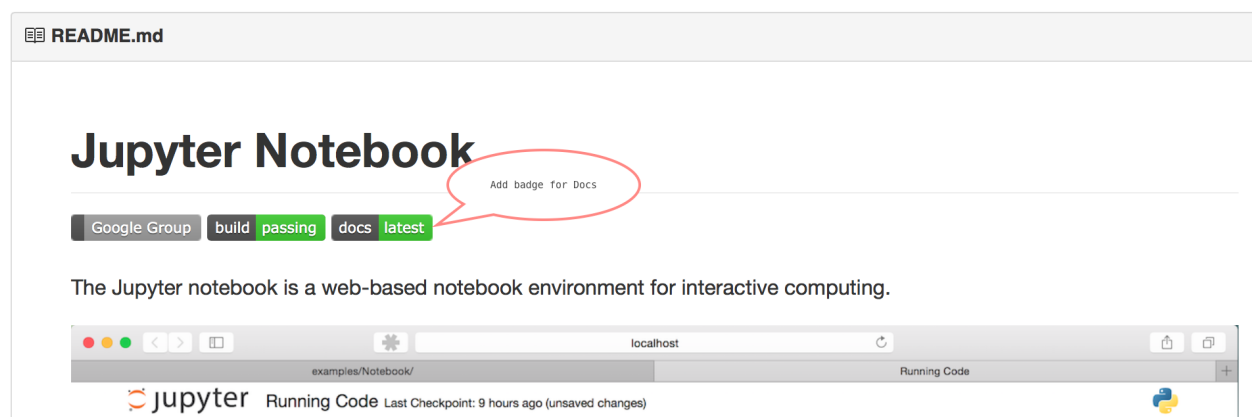 README.md
Jupyter Notebook
Add badge for Docs
Google Group build passing docs latest
The Jupyter notebook is a web-based notebook environment for interactive computing.
localhost
examples/Notebook/ Running Code
jupyter Running Code Last Checkpoint: 9 hours ago (unsaved changes)